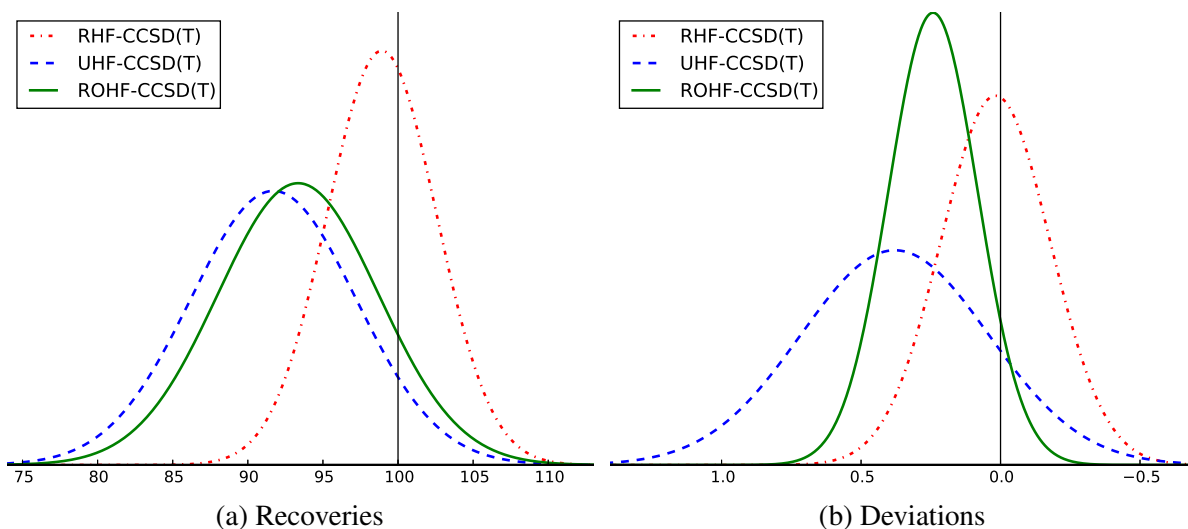 RHF-CCSD(T)
UHF-CCSD(T)
ROHF-CCSD(T)
75 80 85 90 95 100 105 110
(a) Recoveries
RHF-CCSD(T)
UHF-CCSD(T)
ROHF-CCSD(T)
1.0 0.5 0.0 −0.5
(b) Deviations